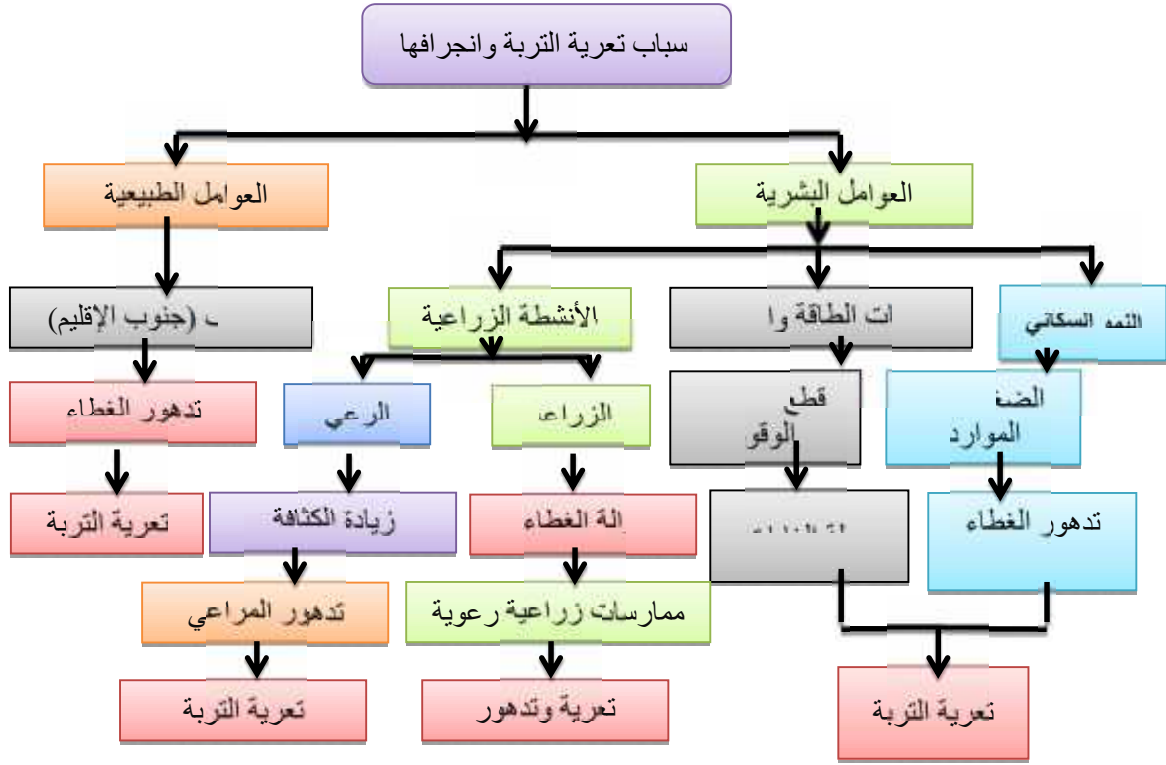 سباب تعرية التربة وانجرافها
العوامل البشرية
العوامل الطبيعية
النمو السكاني
ات الطاقة وا
الأنشطة الزراعية
(جنوب الإقليم)
الضغ
الموارد
قطع
الوقو
الزراعـ
الرعي
تدهور الغطاء
تدهور الغطاء
زالة الغطاء
زيادة الكثافة
تعرية التربة
ممارسات زراعية رعوية
تدهور المراعي
تعرية التربة
تعرية وتدهور
تعرية التربة